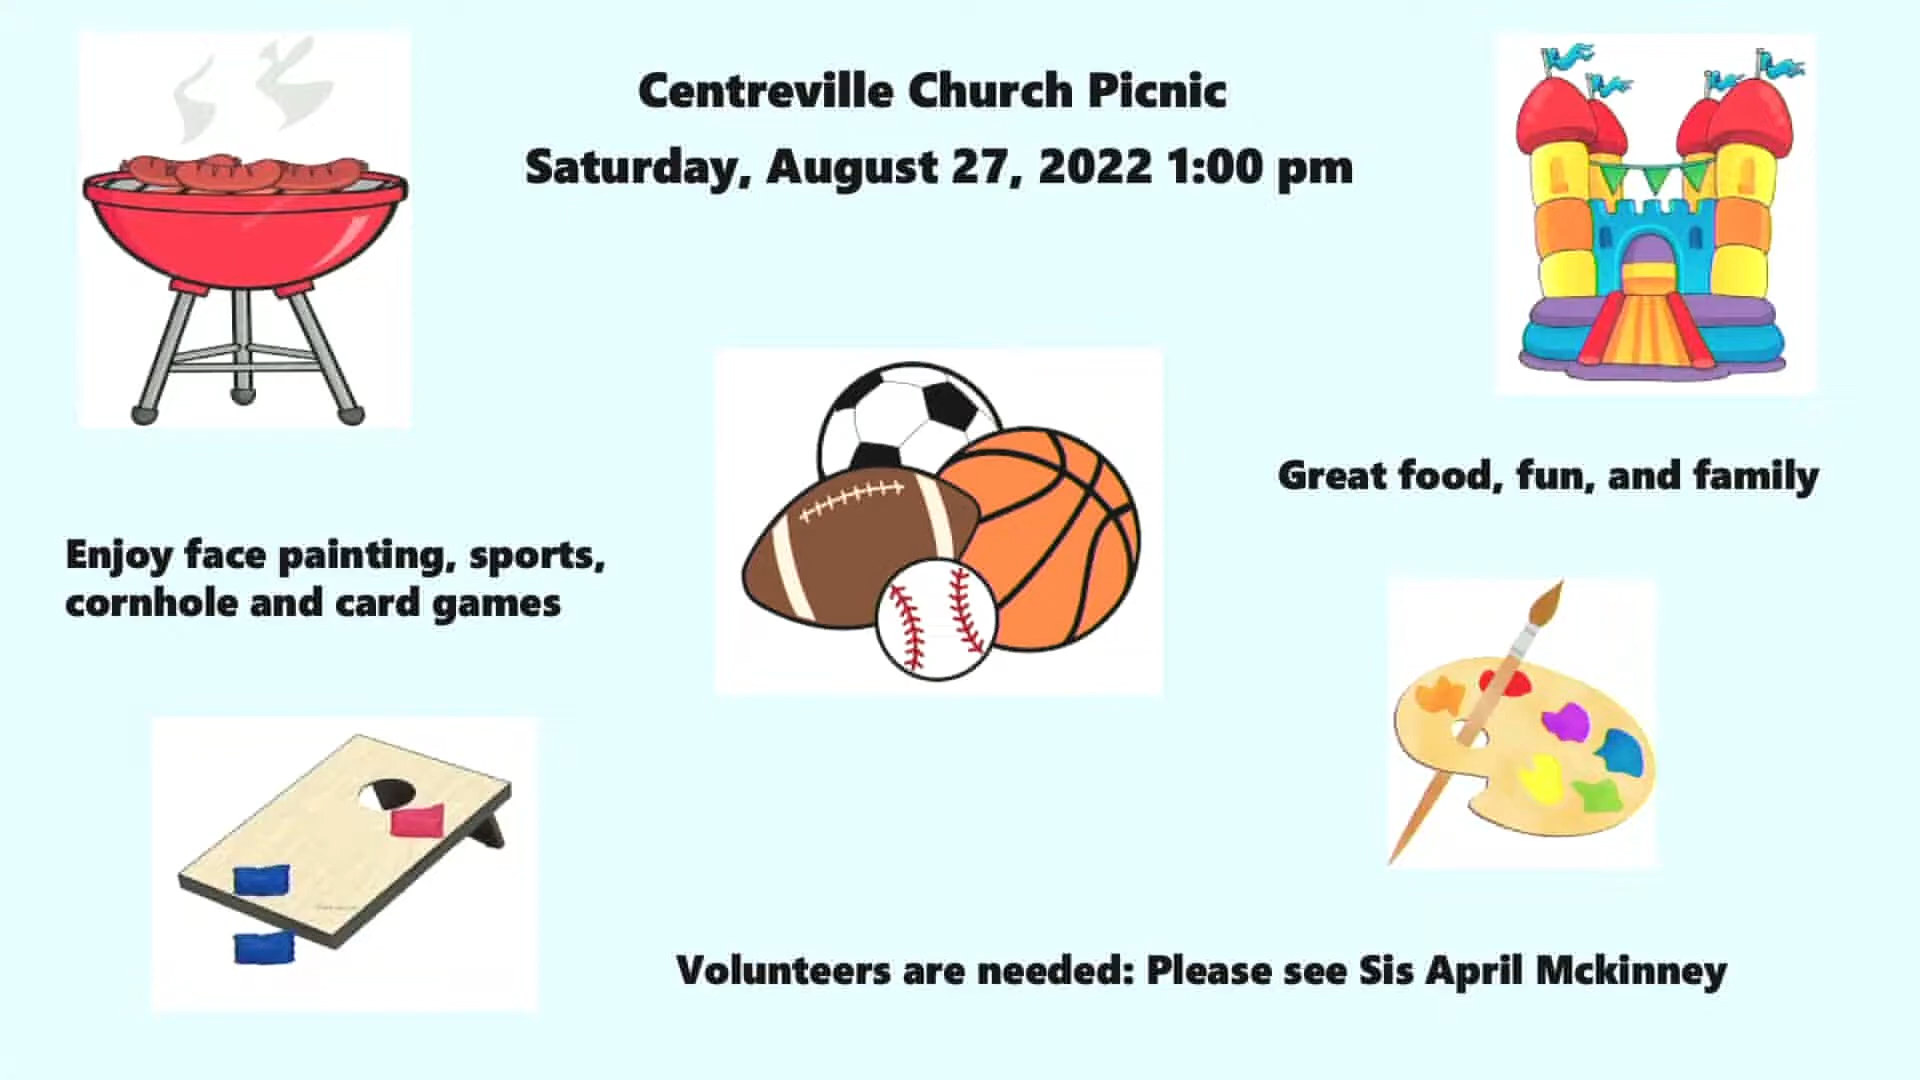 Centreville Church Picnic
Saturday, August 27, 2022 1:00 pm
Great food, fun, and family
Enjoy face painting, sports,
cornhole and card games
Volunteers are needed: Please see Sis April Mckinney